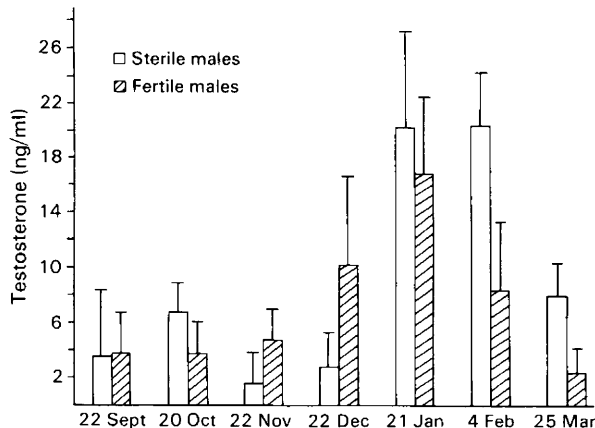 Testosterone (ng/ml)
26
22
18
14
10
6
2
Sterile males
Fertile males
22 Sept 20 Oct 22 Nov 22 Dec 21 Jan 4 Feb 25 Mar